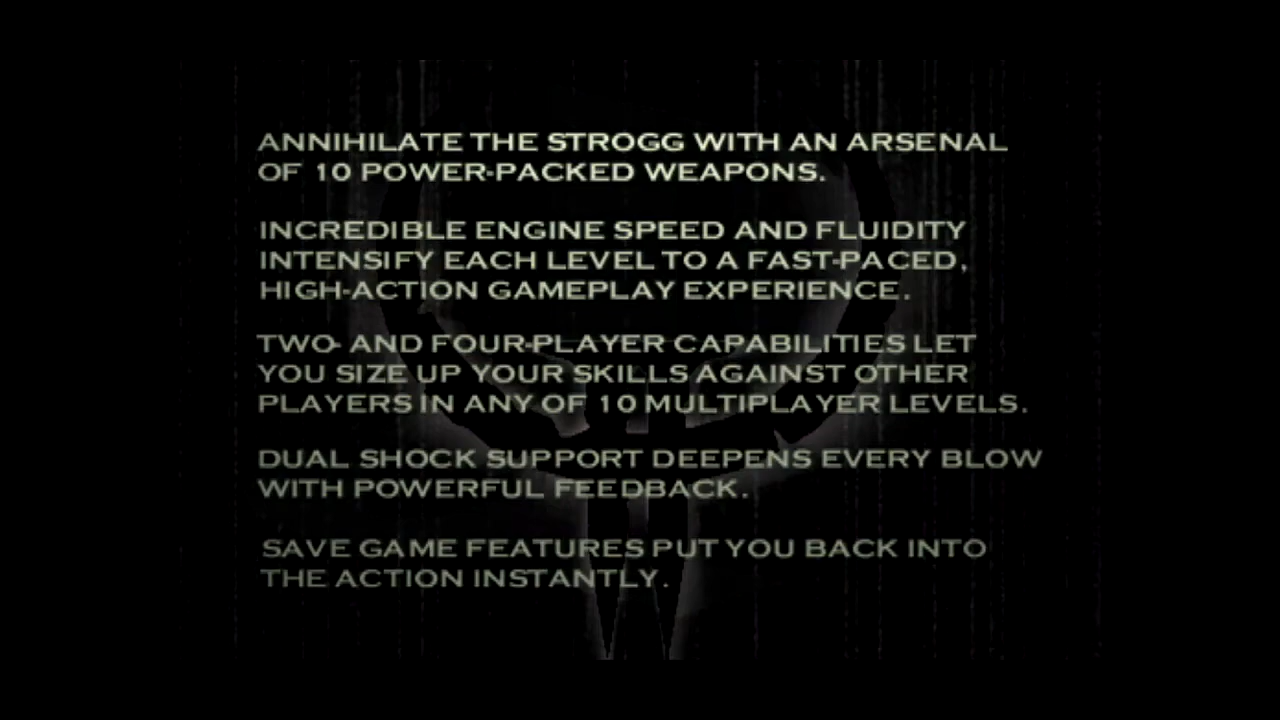 ANNIHILATE THE STROGG WITH AN ARSENAL
OF 10 POWER-PACKED WEAPONS.
INCREDIBLE ENGINE SPEED AND FLUIDITY
INTENSIFY EACH LEVEL TO A FAST-PACED,
HIGH-ACTION GAMEPLAY EXPERIENCE.
TWO- AND FOUR-PLAYER CAPABILITIES LET
YOU SIZE UP YOUR SKILLS AGAINST OTHER
PLAYERS IN ANY OF 10 MULTIPLAYER LEVELS.
DUAL SHOCK SUPPORT DEEPENS EVERY BLOW
WITH POWERFUL FEEDBACK.
SAVE GAME FEATURES PUT YOU BACK INTO
THE ACTION INSTANTLY.